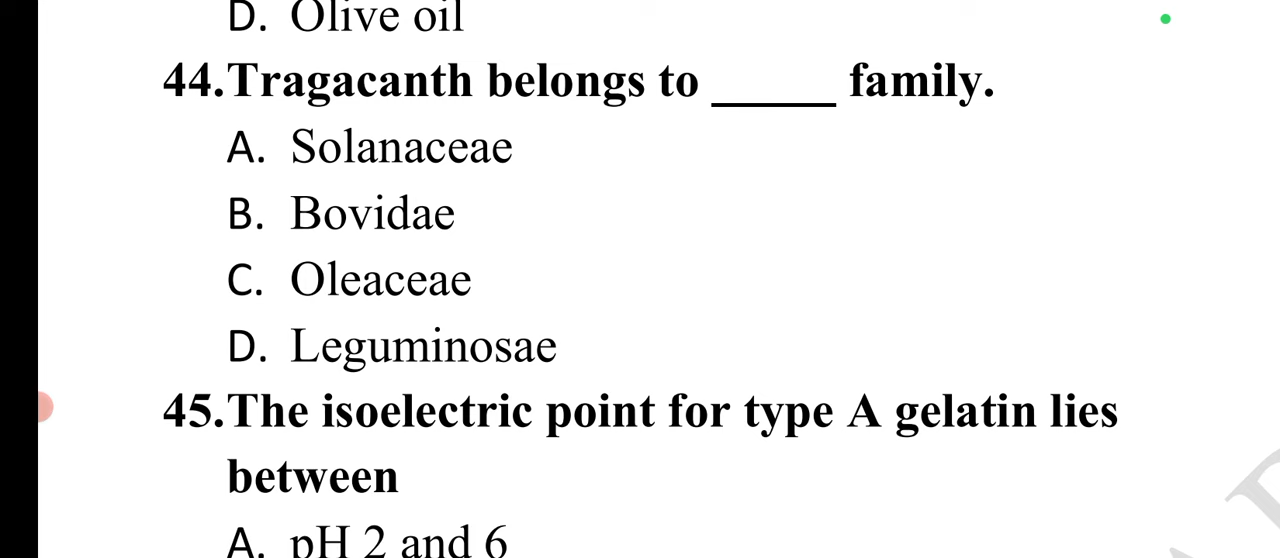 D. Olive oil
44.Tragacanth belongs to _____ family.
A. Solanaceae
B. Bovidae
C. Oleaceae
D. Leguminosae
45.The isoelectric point for type A gelatin lies
between
A. pH 2 and 6